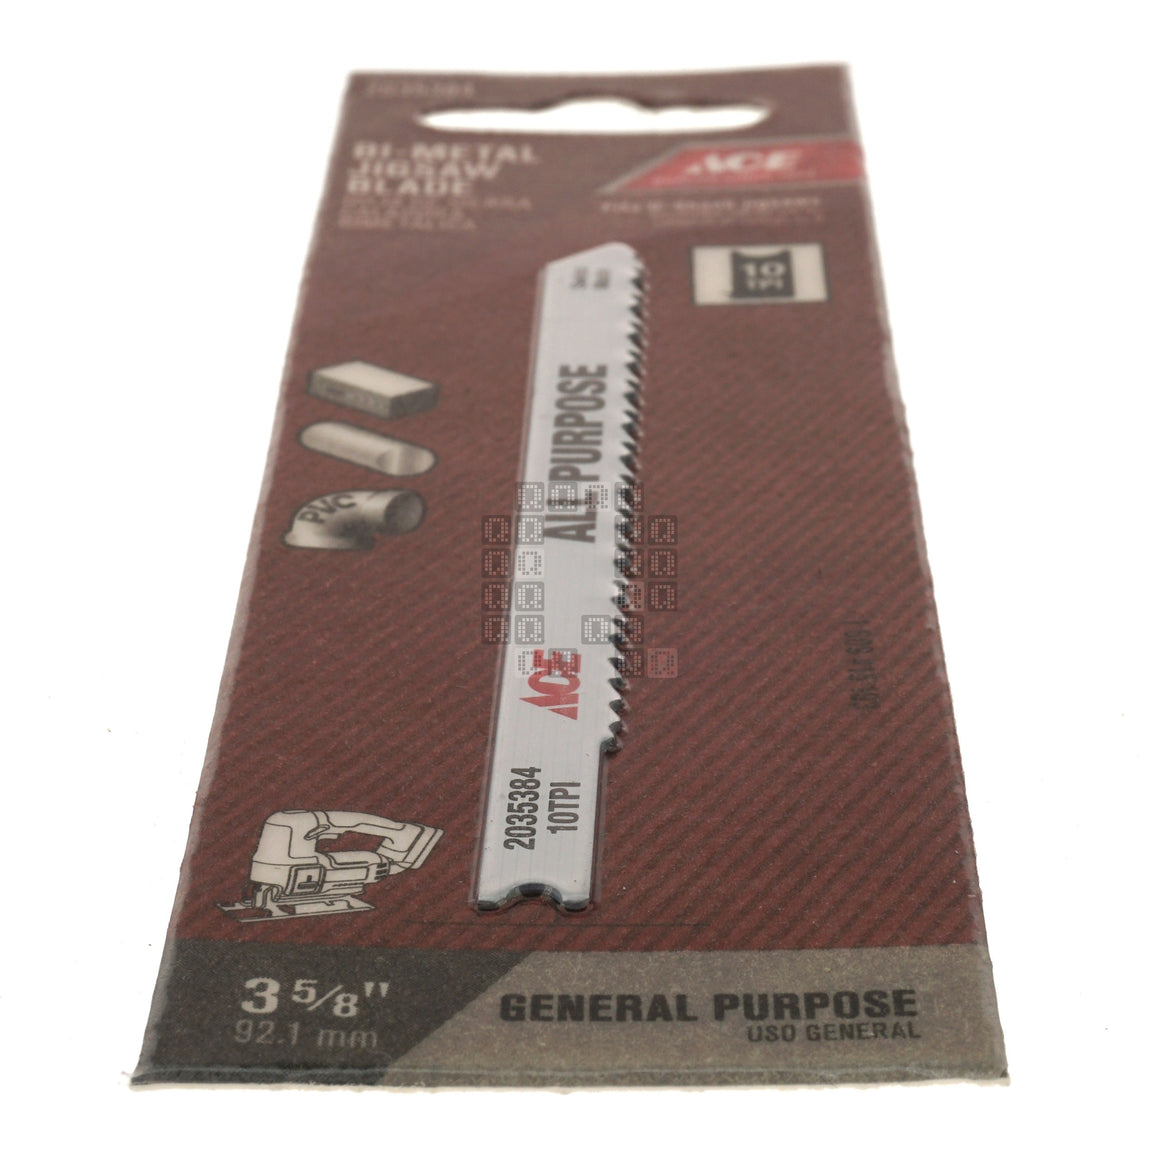 2035384
BI-METAL
JIGSAW
BLADE
ACE
10
TPI
ALL PURPOSE
PVC
ACE
2035384
10TPI
3 5/8"
92.1 mm
GENERAL PURPOSE
USO GENERAL